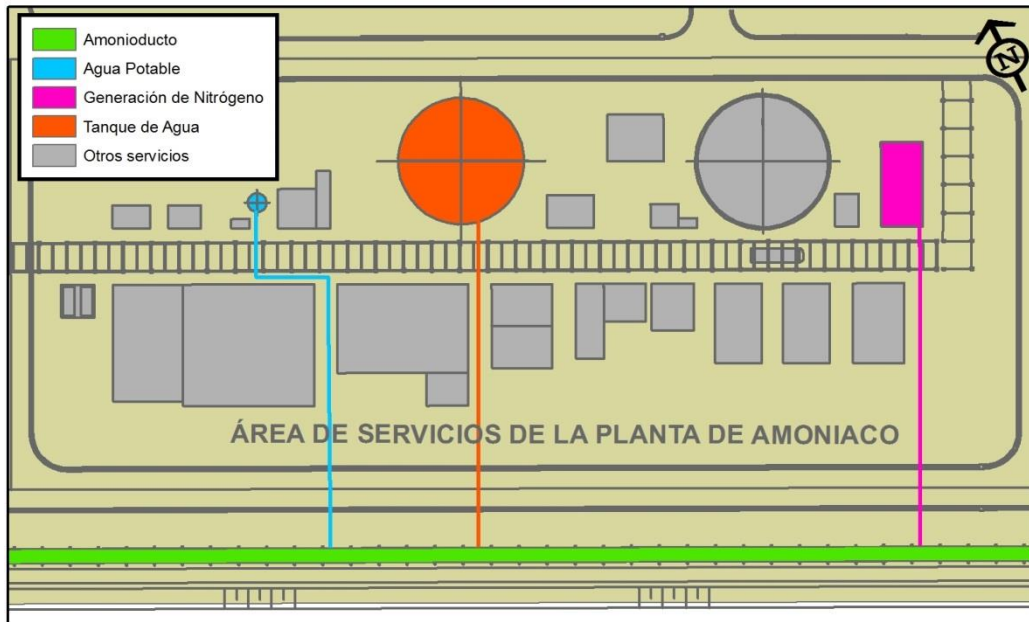 Amonioducto
Agua Potable
Generación de Nitrógeno
Tanque de Agua
Otros servicios
N
ÁREA DE SERVICIOS DE LA PLANTA DE AMONIACO